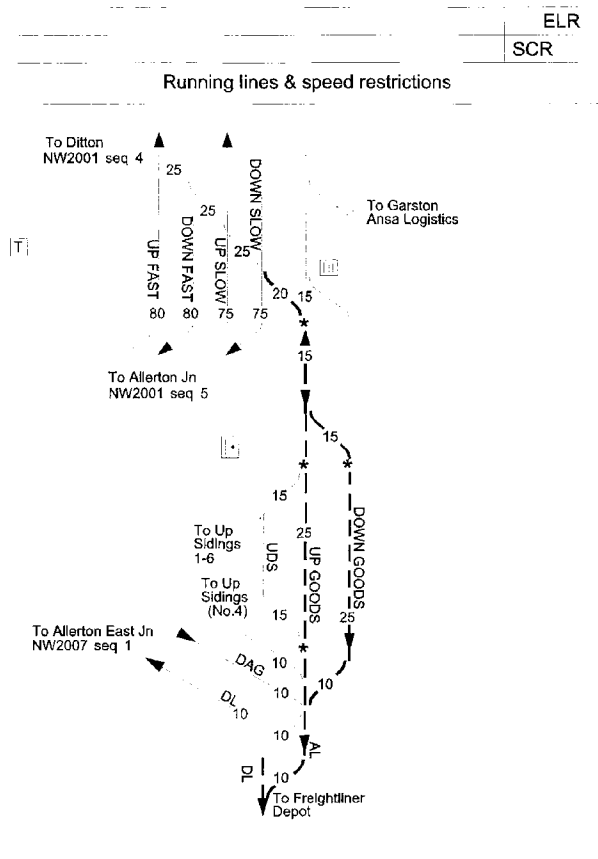 ELR
SCR
Running lines & speed restrictions
To Ditton
NW2001 seq 4
25
DOWN SLOW
To Garston
Ansa Logistics
25
T
UP FAST
DOWN FAST
UP SLOW
25
20
15
80
80
75
75
*
15
To Allerton Jn
NW2001 seq 5
15
*
*
15
To Up
Sidings
1-6
UDS
25
UP GOODS
DOWN GOODS
To Up
Sidings
(No.4)
15
25
To Allerton East Jn
NW2007 seq 1
*
DAG
10
10
DL
10
10
10
AL
DL
10
To Freightliner
Depot